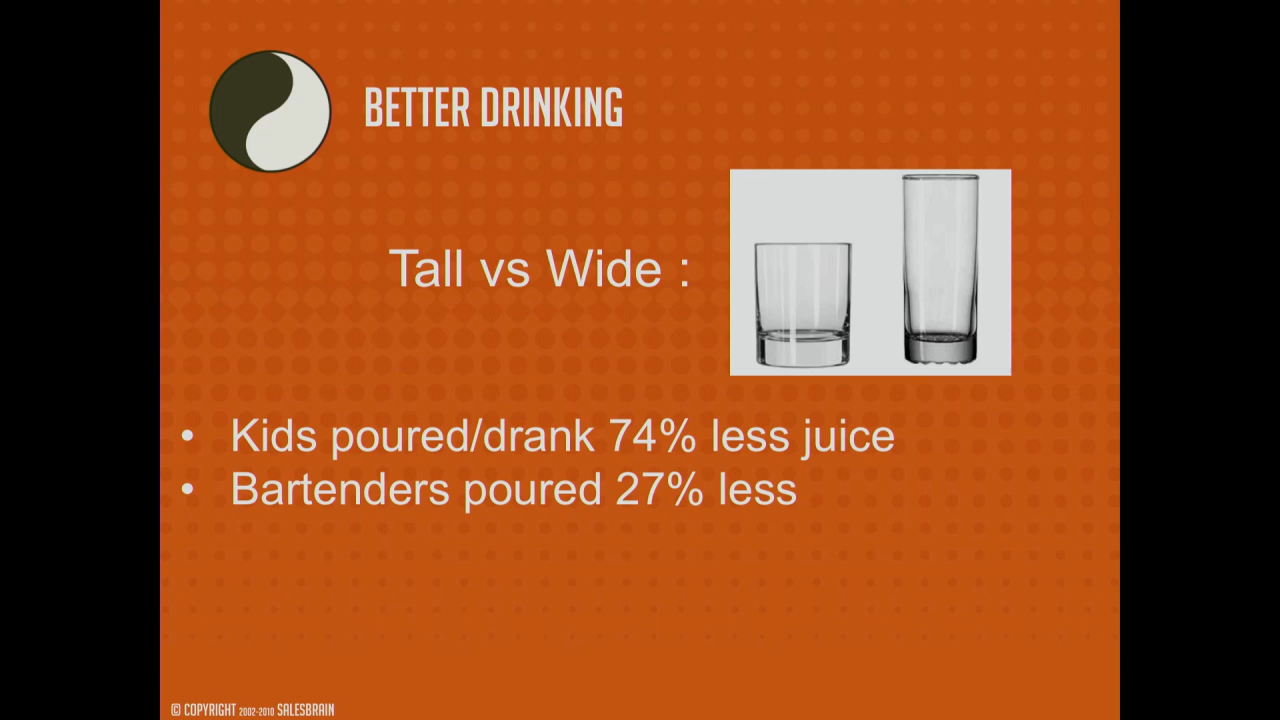 BETTER DRINKING
Tall vs Wide :
• Kids poured/drank 74% less juice
• Bartenders poured 27% less
© COPYRIGHT 2002-2010 SALESBRAIN